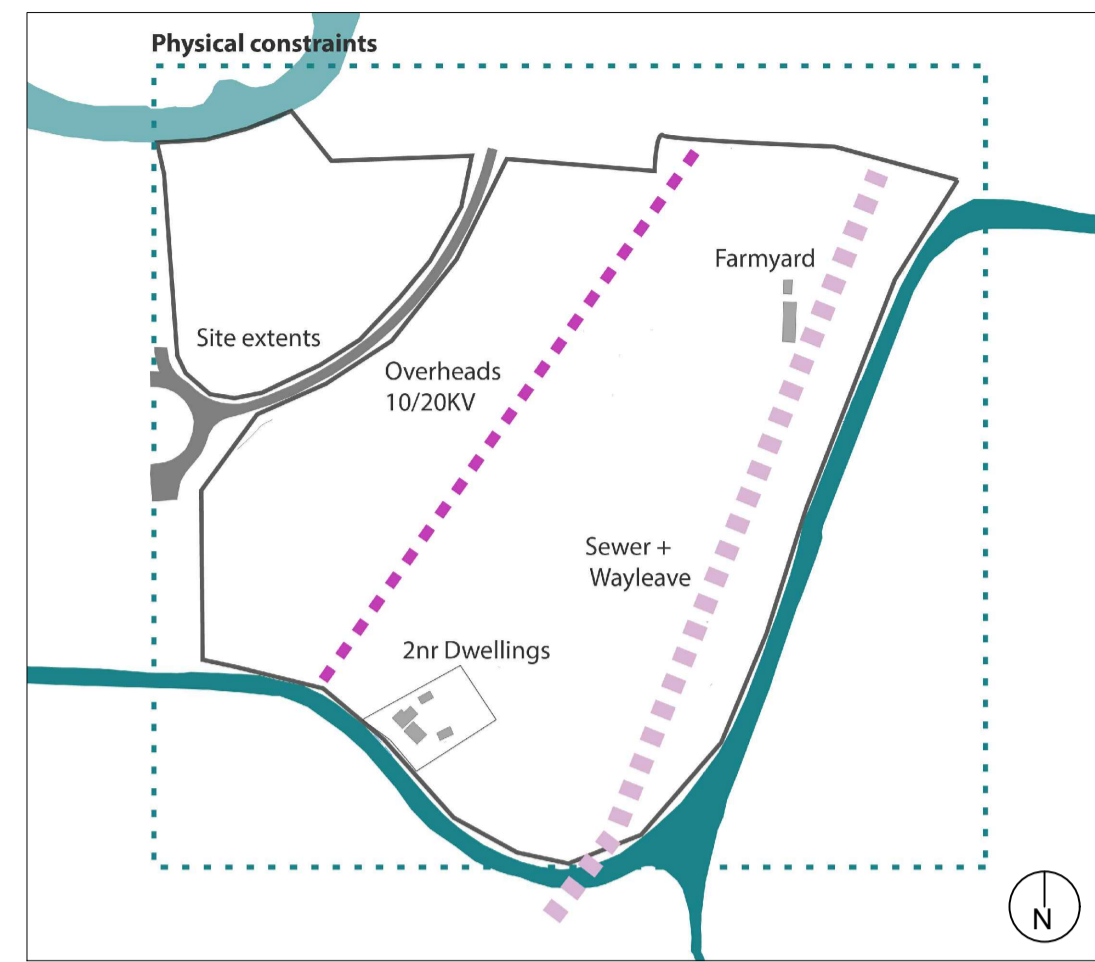 Physical constraints
Farmyard
Site extents
Overheads
10/20KV
Sewer +
Wayleave
2nr Dwellings
N